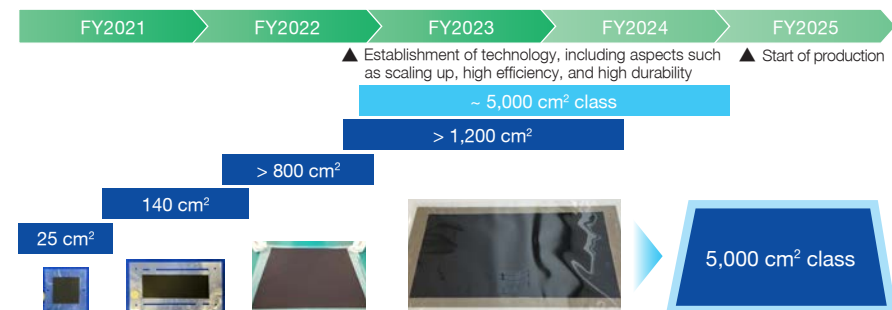 FY2021
FY2022
FY2023
FY2024
FY2025
▲ Establishment of technology, including aspects such
as scaling up, high efficiency, and high durability
▲ Start of production
~ 5,000 cm² class
> 1,200 cm²
> 800 cm²
140 cm²
25 cm²
5,000 cm² class